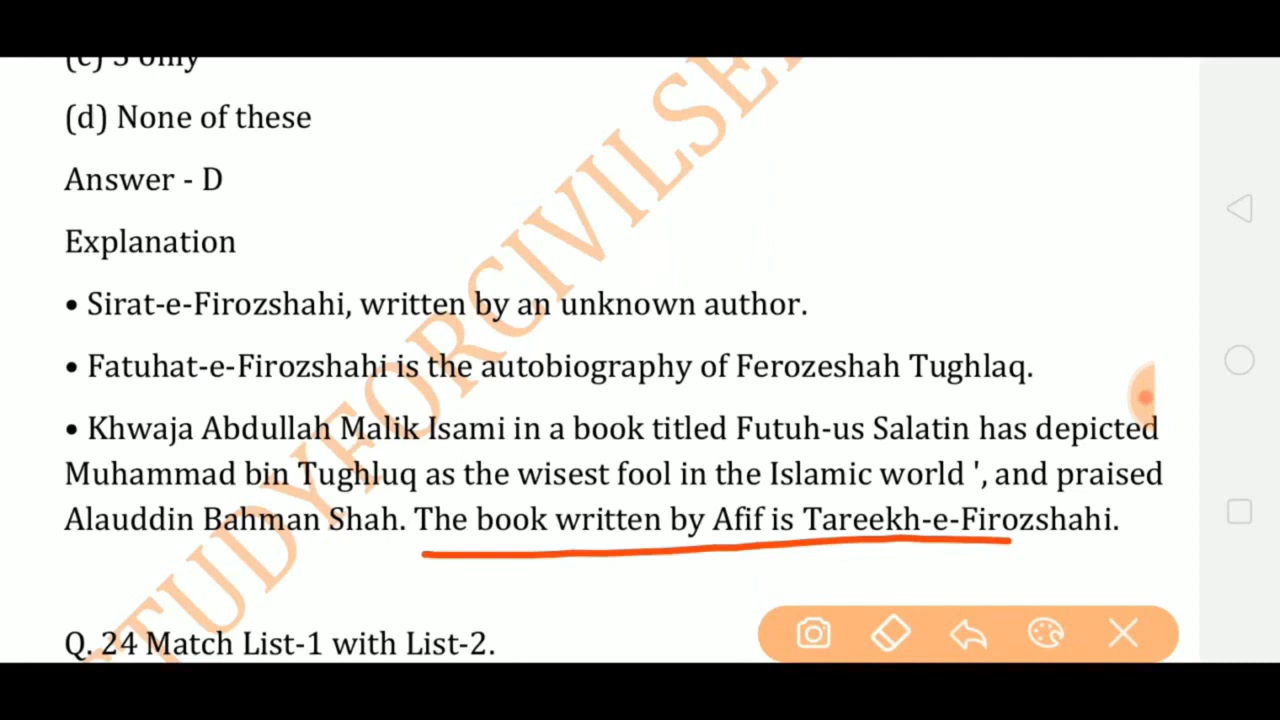 (c) 3 only
(d) None of these
Answer - D
Explanation
• Sirat-e-Firozshahi, written by an unknown author.
• Fatuhat-e-Firozshahi is the autobiography of Ferozeshah Tughlaq.
• Khwaja Abdullah Malik Isami in a book titled Futuh-us Salatin has depicted
Muhammad bin Tughluq as the wisest fool in the Islamic world ', and praised
Alauddin Bahman Shah. The book written by Afif is Tareekh-e-Firozshahi.
Q. 24 Match List-1 with List-2.
STUDYFORCIVILSER